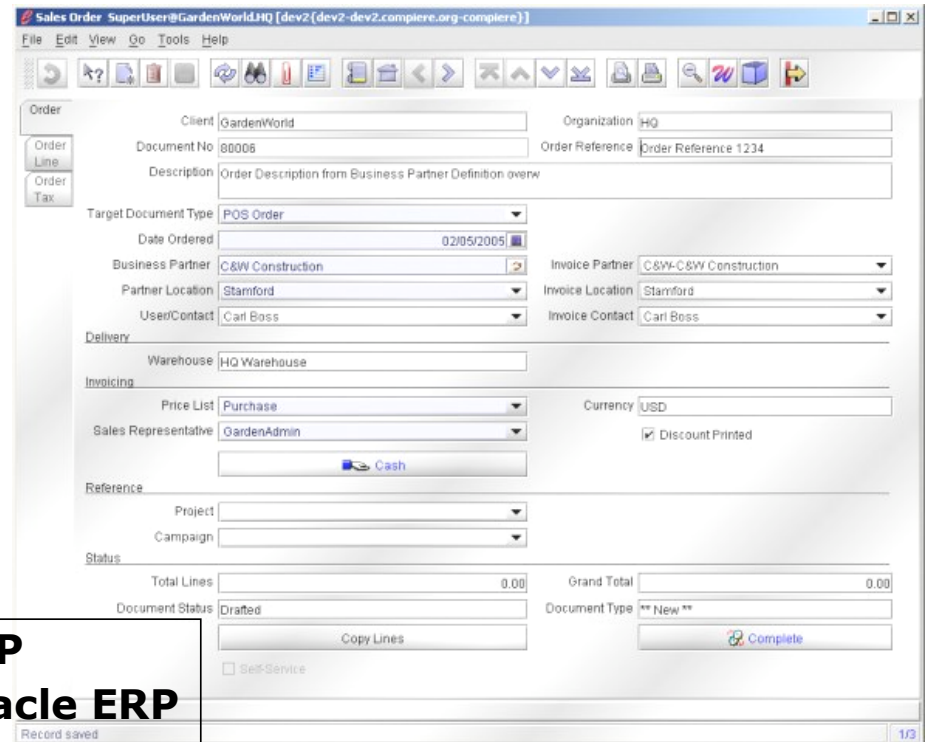 Sales Order SuperUser@GardenWorld.HQ [dev2{dev2-dev2.compiere.org-compiere}]
File Edit View Go Tools Help
Order
Order Line
Order Tax
Client GardenWorld Organization HQ
Document No 80006 Order Reference Order Reference 1234
Description Order Description from Business Partner Definition overw
Target Document Type POS Order
Date Ordered 02/05/2005
Business Partner C&W Construction Invoice Partner C&W-C&W Construction
Partner Location Stamford Invoice Location Stamford
User/Contact Carl Boss Invoice Contact Carl Boss
Delivery
Warehouse HQ Warehouse
Invoicing
Price List Purchase Currency USD
Sales Representative GardenAdmin Discount Printed
Cash
Reference
Project
Campaign
Status
Total Lines 0.00 Grand Total 0.00
Document Status Drafted Document Type ** New **
Copy Lines Complete
Self-Service
P
acle ERP
Record saved 1/3